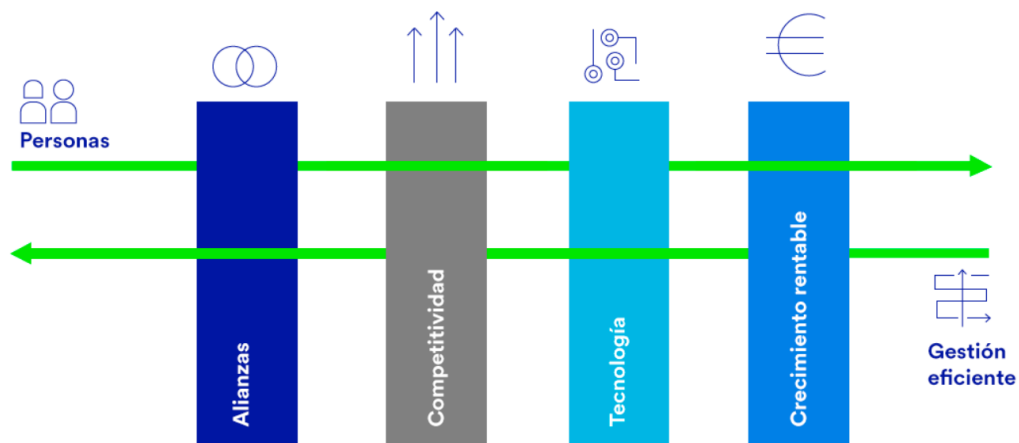 Personas
Alianzas
Competitividad
Tecnología
Crecimiento rentable
Gestión
eficiente